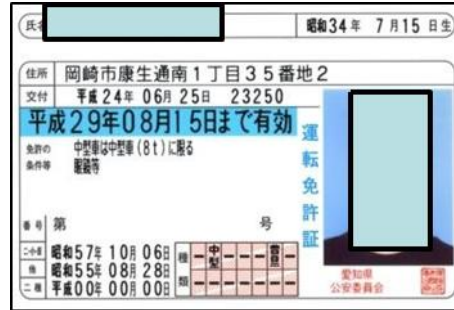 氏名
昭和34年 7月15日生
住所 岡崎市康生通南1丁目35番地2
交付 平成24年06月25日 23250
平成29年08月15日まで有効
免許の
条件等
中型車は中型車(8t)に限る
眼鏡等
番号 第 号
二・小・原 昭和57年10月06日
他 昭和55年08月28日
二種 平成00年00月00日
種類
中型
普自二
運転免許証
愛知県
公安委員会